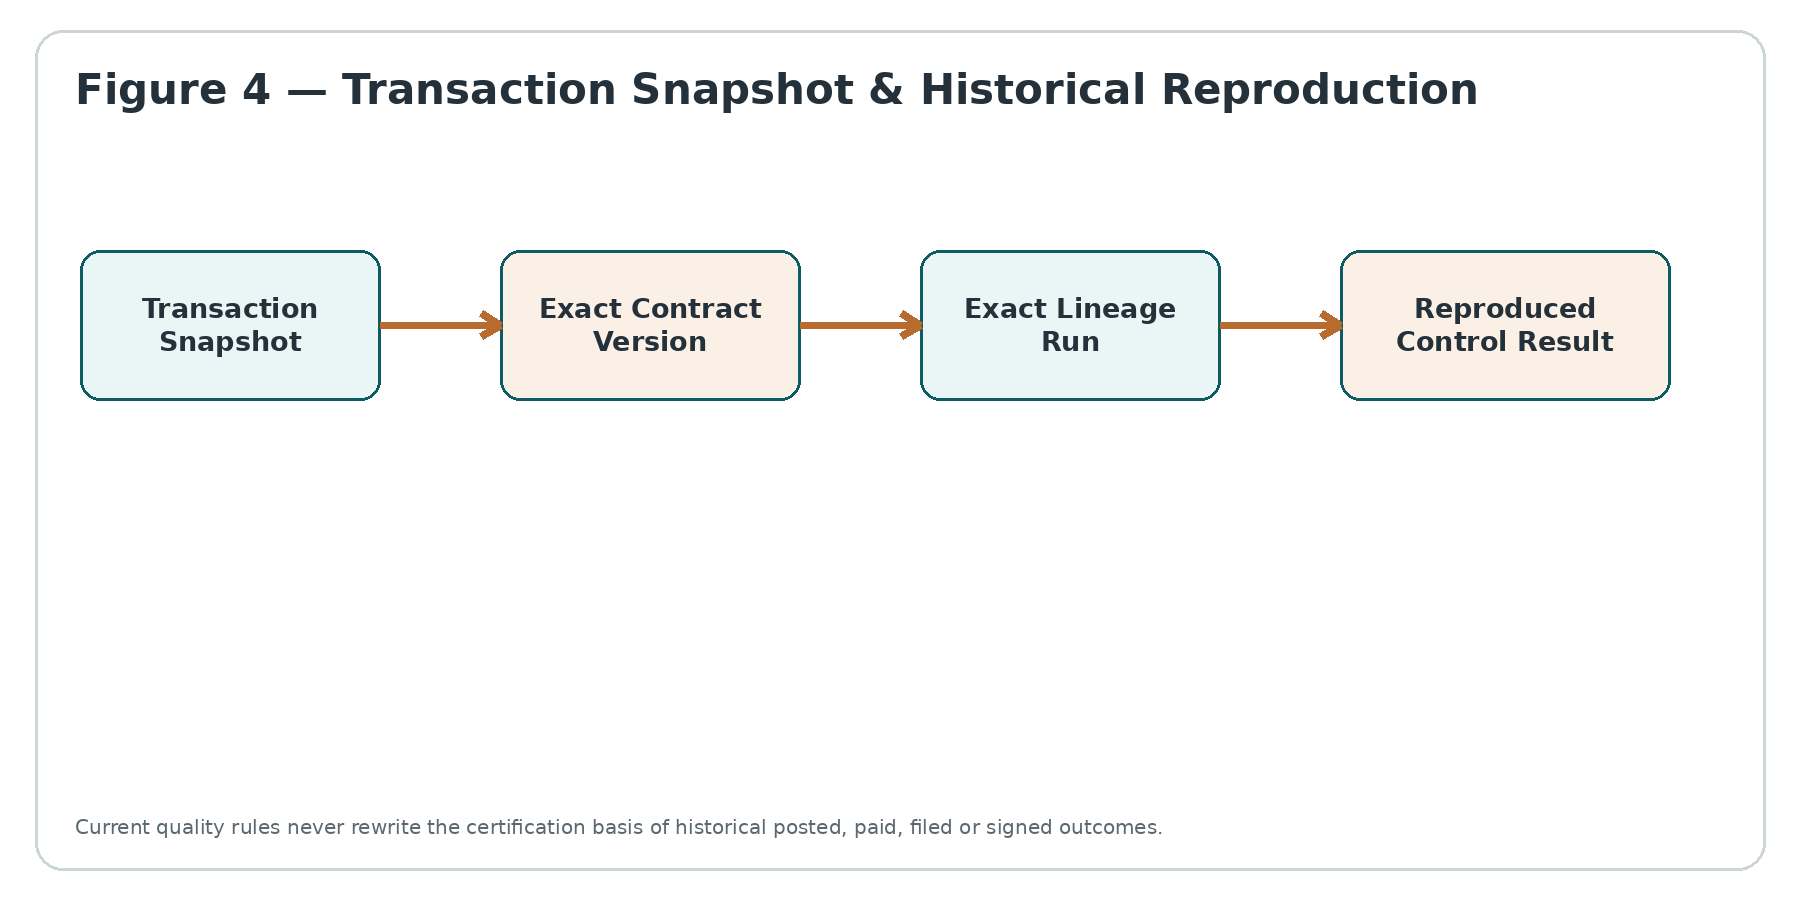 Figure 4 — Transaction Snapshot & Historical Reproduction
Transaction
Snapshot
Exact Contract
Version
Exact Lineage
Run
Reproduced
Control Result
Current quality rules never rewrite the certification basis of historical posted, paid, filed or signed outcomes.